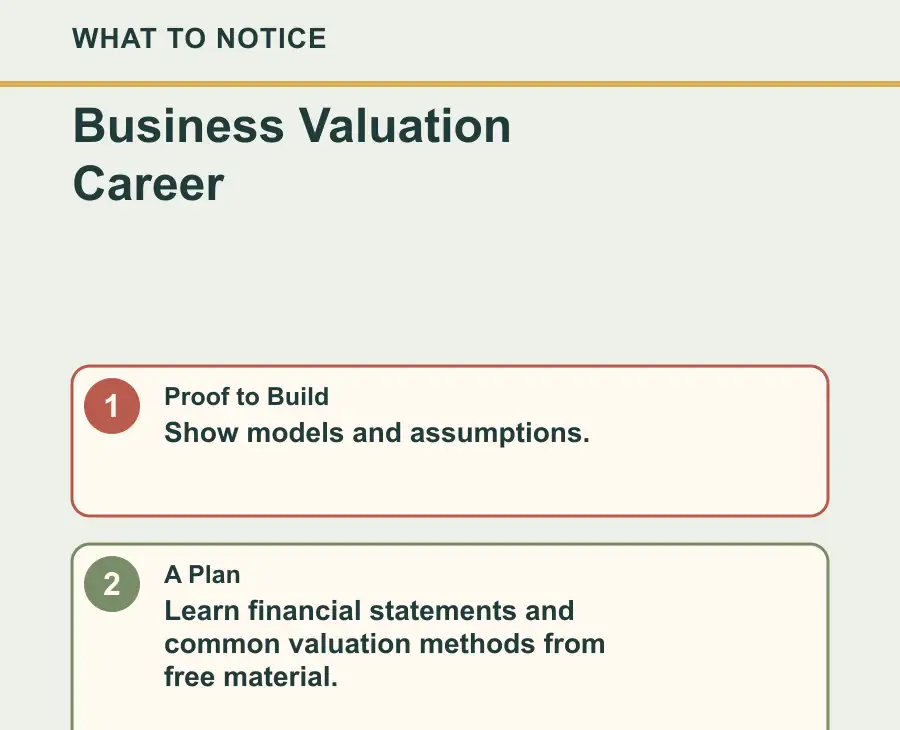 WHAT TO NOTICE
Business Valuation
Career
1
Proof to Build
Show models and assumptions.
2
A Plan
Learn financial statements and
common valuation methods from
free material.